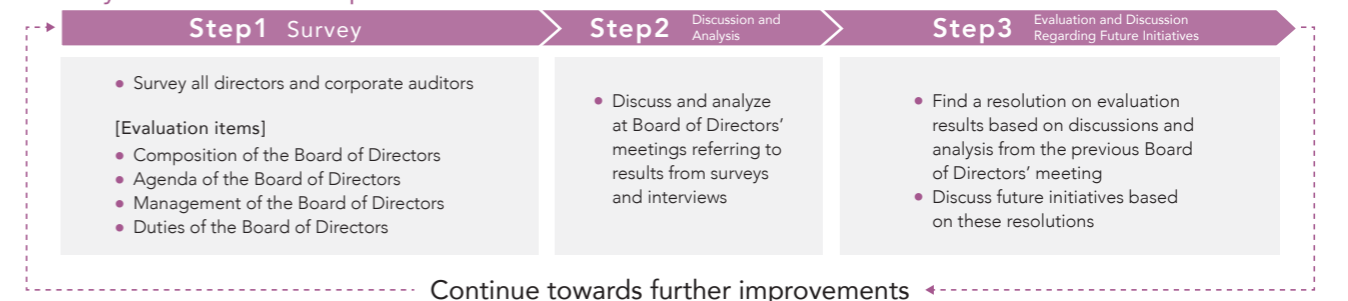 Step1 Survey
Step2 Discussion and
Analysis
Step3 Evaluation and Discussion
Regarding Future Initiatives
• Survey all directors and corporate auditors
[Evaluation items]
• Composition of the Board of Directors
• Agenda of the Board of Directors
• Management of the Board of Directors
• Duties of the Board of Directors
• Discuss and analyze
at Board of Directors’
meetings referring to
results from surveys
and interviews
• Find a resolution on evaluation
results based on discussions and
analysis from the previous Board
of Directors’ meeting
• Discuss future initiatives based
on these resolutions
Continue towards further improvements